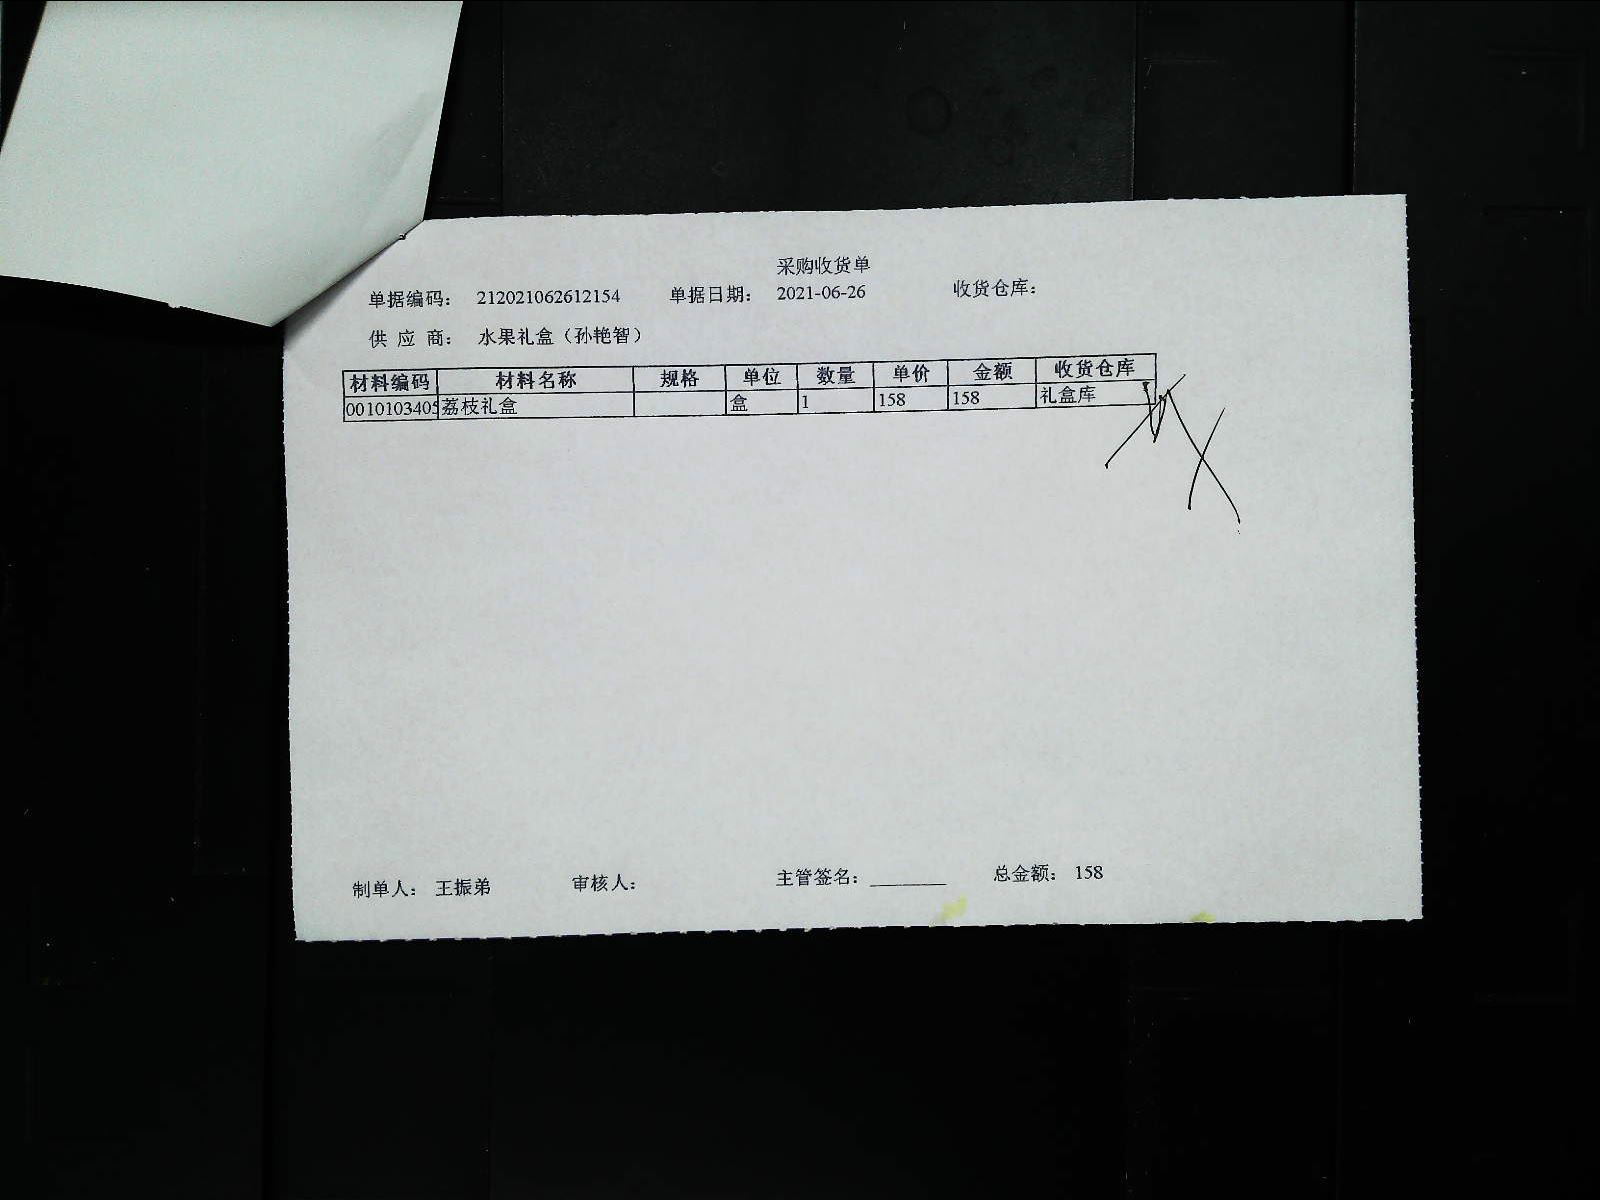 采购收货单
单据编码： 212021062612154 单据日期： 2021-06-26 收货仓库：
供 应 商： 水果礼盒（孙艳智）
材料编码 材料名称 规格 单位 数量 单价 金额 收货仓库
0010103405 荔枝礼盒 盒 1 158 158 礼盒库
制单人： 王振弟 审核人： 主管签名：________ 总金额： 158